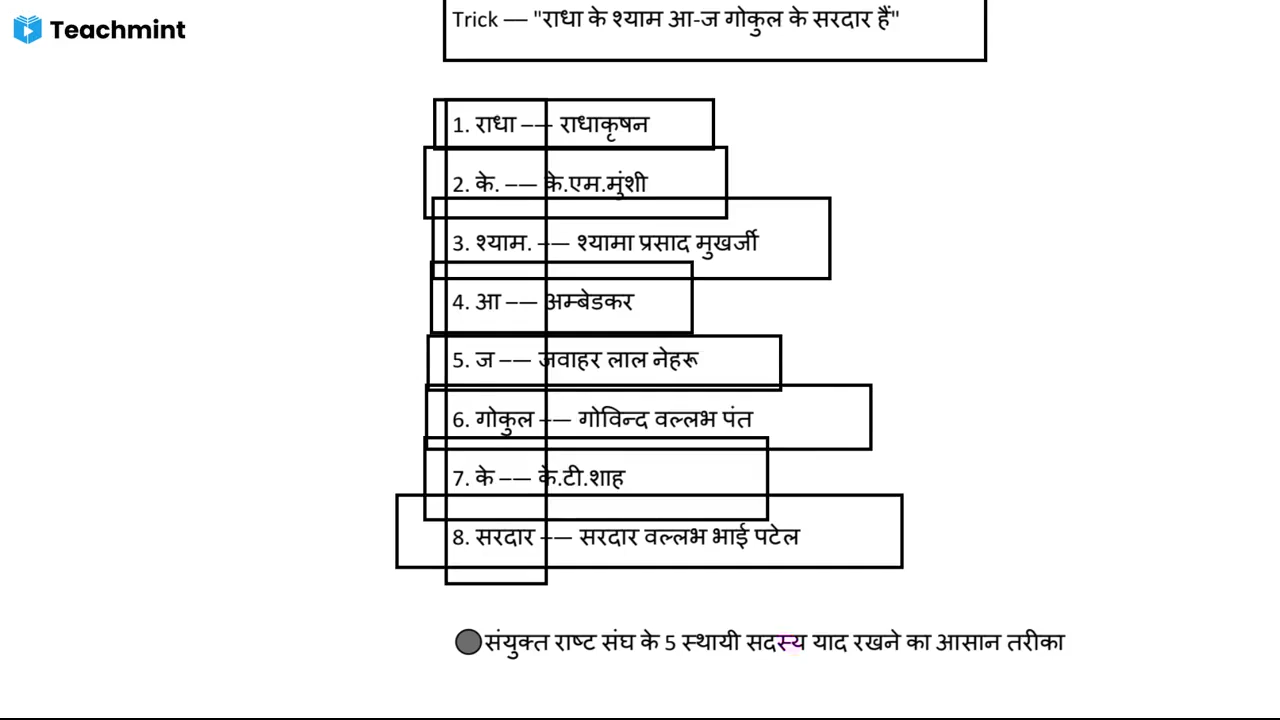 Teachmint
Trick –– "राधा के श्याम आ-ज गोकुल के सरदार हैं"
1. राधा –– राधाकृषन
2. के. –– के.एम.मुंशी
3. श्याम. –– श्यामा प्रसाद मुखर्जी
4. आ –– अम्बेडकर
5. ज –– जवाहर लाल नेहरू
6. गोकुल –– गोविन्द वल्लभ पंत
7. के –– के.टी.शाह
8. सरदार –– सरदार वल्लभ भाई पटेल
संयुक्त राष्ट संघ के 5 स्थायी सदस्य याद रखने का आसान तरीका